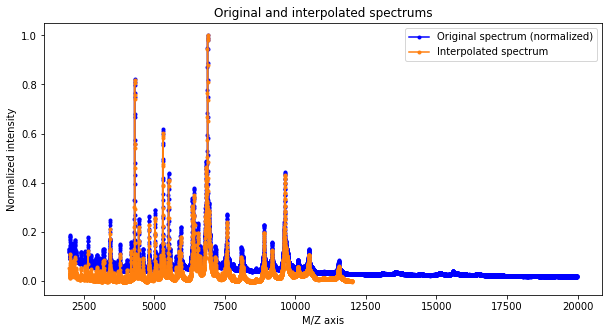 Original and interpolated spectrums
Original spectrum (normalized)
Interpolated spectrum
Normalized intensity
1.0
0.8
0.6
0.4
0.2
0.0
2500 5000 7500 10000 12500 15000 17500 20000
M/Z axis